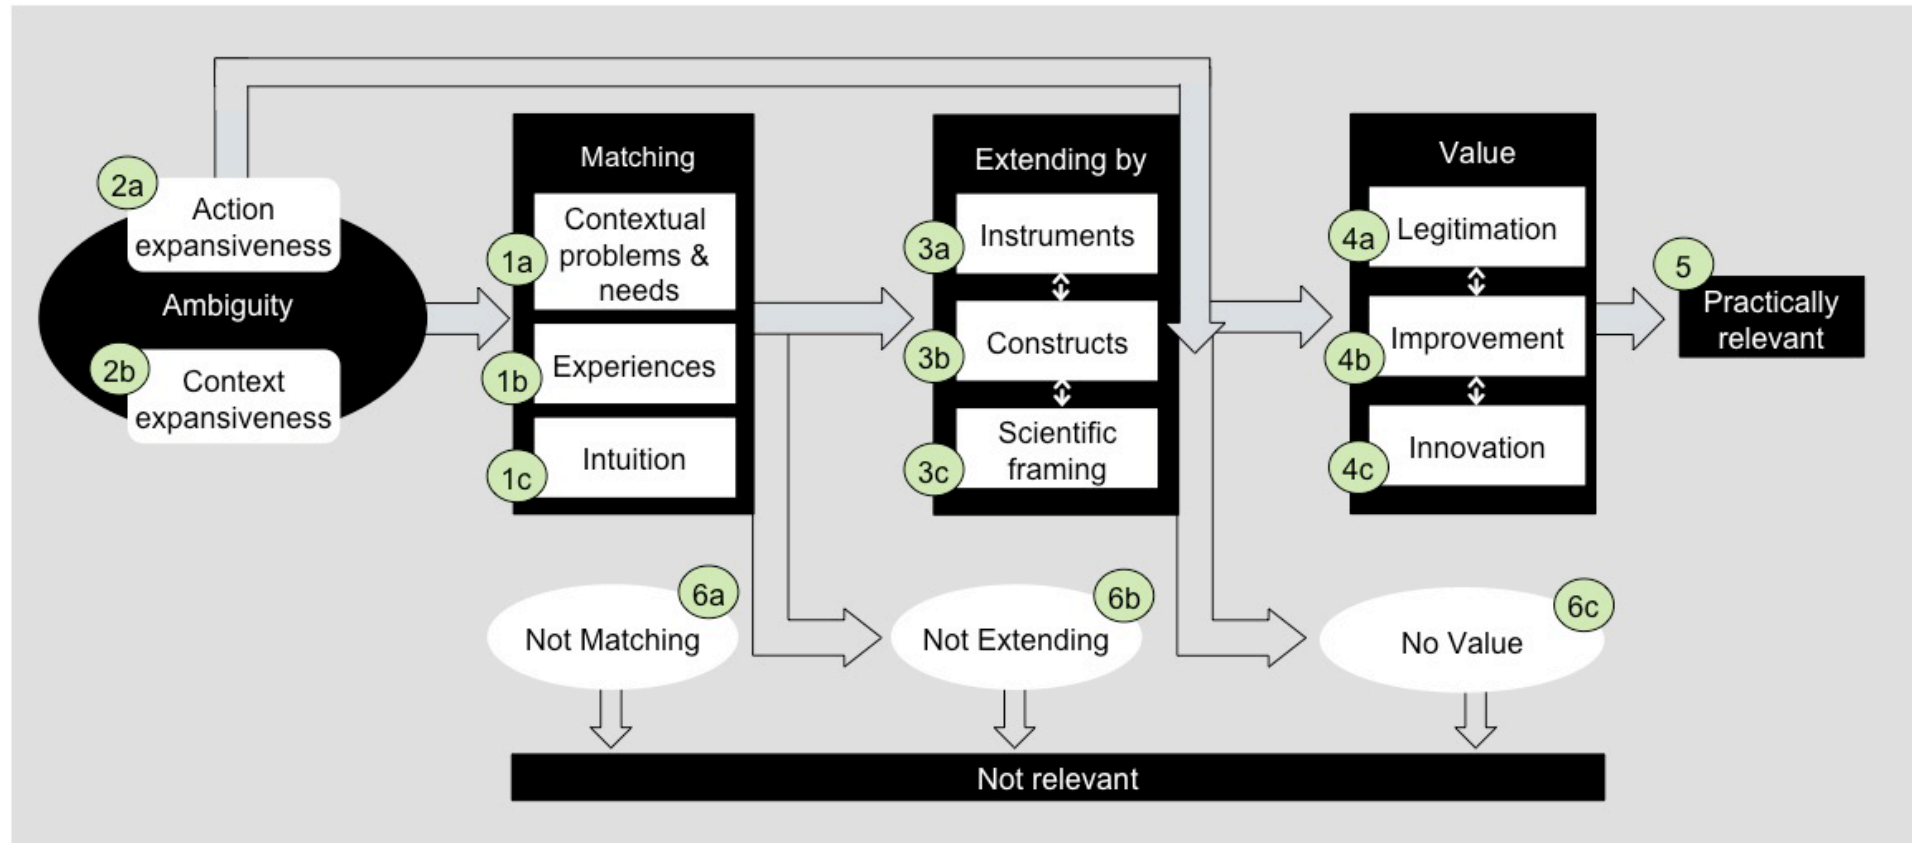 2a
Action
expansiveness
Ambiguity
2b
Context
expansiveness
Matching
1a
Contextual
problems &
needs
1b
Experiences
1c
Intuition
Extending by
3a
Instruments
3b
Constructs
3c
Scientific
framing
Value
4a
Legitimation
4b
Improvement
4c
Innovation
5
Practically
relevant
6a
Not Matching
6b
Not Extending
6c
No Value
Not relevant